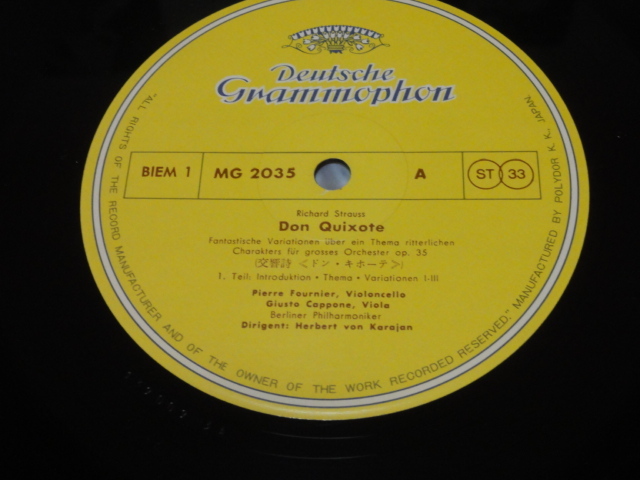 Deutsche
Grammophon
BIEM 1
MG 2035
A
ST 33
Richard Strauss
Don Quixote
Fantastische Variationen über ein Thema ritterlichen
Charakters für grosses Orchester op. 35
(交響詩 ≪ドン・キホーテ≫)
1. Teil: Introduktion · Thema · Variationen I-III
Pierre Fournier, Violoncello
Giusto Cappone, Viola
Berliner Philharmoniker
Dirigent: Herbert von Karajan
"ALL RIGHTS OF THE RECORD MANUFACTURER AND OF THE OWNER OF THE WORK RECORDED RESERVED." MANUFACTURED BY POLYDOR K. K. JAPAN.